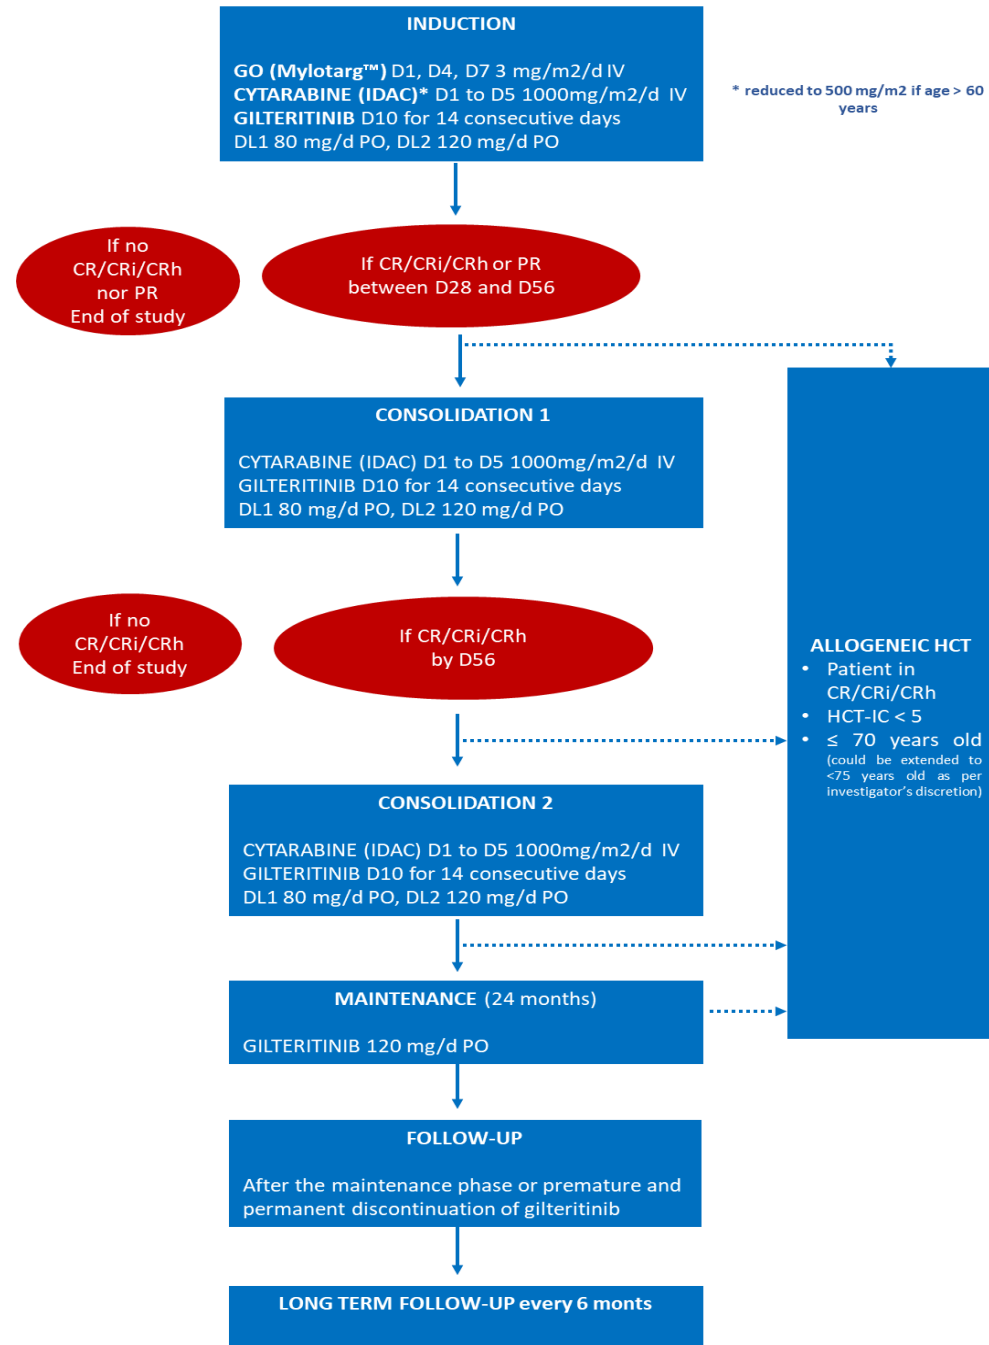 INDUCTION
GO (Mylotarg™) D1, D4, D7 3 mg/m2/d IV
CYTARABINE (IDAC)* D1 to D5 1000mg/m2/d IV
GILTERITINIB D10 for 14 consecutive days
DL1 80 mg/d PO, DL2 120 mg/d PO
* reduced to 500 mg/m2 if age > 60
years
If no
CR/CRi/CRh
nor PR
End of study
If CR/CRi/CRh or PR
between D28 and D56
CONSOLIDATION 1
CYTARABINE (IDAC) D1 to D5 1000mg/m2/d IV
GILTERITINIB D10 for 14 consecutive days
DL1 80 mg/d PO, DL2 120 mg/d PO
If no
CR/CRi/CRh
End of study
If CR/CRi/CRh
by D56
ALLOGENEIC HCT
• Patient in
CR/CRi/CRh
• HCT-IC < 5
• ≤ 70 years old
(could be extended to
<75 years old as per
investigator's discretion)
CONSOLIDATION 2
CYTARABINE (IDAC) D1 to D5 1000mg/m2/d IV
GILTERITINIB D10 for 14 consecutive days
DL1 80 mg/d PO, DL2 120 mg/d PO
MAINTENANCE (24 months)
GILTERITINIB 120 mg/d PO
FOLLOW-UP
After the maintenance phase or premature and
permanent discontinuation of gilteritinib
LONG TERM FOLLOW-UP every 6 monts